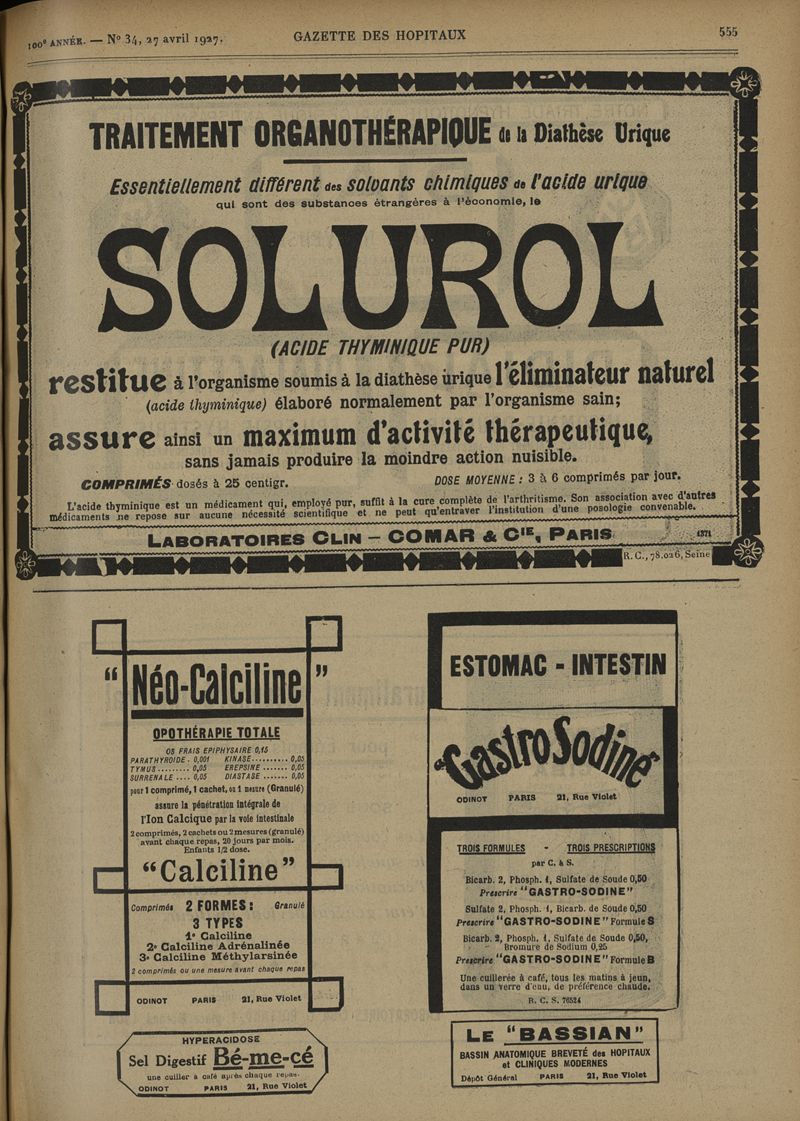 100e ANNÉE. — No 34, 27 avril 1927.
GAZETTE DES HOPITAUX
555
TRAITEMENT ORGANOTHÉRAPIQUE de la Diathèse Urique
Essentiellement différent des solvants chimiques de l'acide urique
qui sont des substances étrangères à l'économie, le
SOLUROL
(ACIDE THYMINIQUE PUR)
restitue à l'organisme soumis à la diathèse urique l'éliminateur naturel
(acide thyminique) élaboré normalement par l'organisme sain;
assure ainsi un maximum d'activité thérapeutique,
sans jamais produire la moindre action nuisible.
COMPRIMÉS dosés à 25 centigr.
DOSE MOYENNE : 3 à 6 comprimés par jour.
L'acide thyminique est un médicament qui, employé pur, suffit à la cure complète de l'arthritisme. Son association avec d'autres
médicaments ne repose sur aucune nécessité scientifique et ne peut qu'entraver l'institution d'une posologie convenable.
LABORATOIRES CLIN — COMAR & CIE, PARIS
1371
R. C., 78.026, Seine
"Néo-Calciline"
OPOTHÉRAPIE TOTALE
OS FRAIS EPIPHYSAIRE 0,15
PARATHYROIDE . 0,001 KINASE.......... 0,05
TYMUS......... 0,05 EREPSINE ....... 0,05
SURRENALE .... 0,05 DIASTASE ....... 0,05
pour 1 comprimé, 1 cachet, ou 1 mesure (Granulé)
assure la pénétration intégrale de
l'Ion Calcique par la voie intestinale
2 comprimés, 2 cachets ou 2 mesures (granulé)
avant chaque repas, 20 jours par mois.
Enfants 1/2 dose.
"Calciline"
Comprimés 2 FORMES : Granulé
3 TYPES
1° Calciline
2° Calciline Adrénalinée
3° Calciline Méthylarsinée
2 comprimés ou une mesure avant chaque repas
ODINOT PARIS 21, Rue Violet
HYPERACIDOSE
Sel Digestif Bé-me-cé
une cuiller à café après chaque repas.
ODINOT PARIS 21, Rue Violet
ESTOMAC - INTESTIN
"GastroSodine"
ODINOT PARIS 21, Rue Violet
TROIS FORMULES - TROIS PRESCRIPTIONS
par C. à S.
Bicarb. 2, Phosph. 1, Sulfate de Soude 0,50
Prescrire "GASTRO-SODINE"
Sulfate 2, Phosph. 1, Bicarb. de Soude 0,50
Prescrire "GASTRO-SODINE" Formule S
Bicarb. 2, Phosph. 1, Sulfate de Soude 0,50,
Bromure de Sodium 0,25
Prescrire "GASTRO-SODINE" Formule B
Une cuillerée à café, tous les matins à jeun,
dans un verre d'eau, de préférence chaude.
R. C. S. 76524
LE "BASSIAN"
BASSIN ANATOMIQUE BREVETÉ des HOPITAUX
et CLINIQUES MODERNES
Dépôt Général PARIS 21, Rue Violet